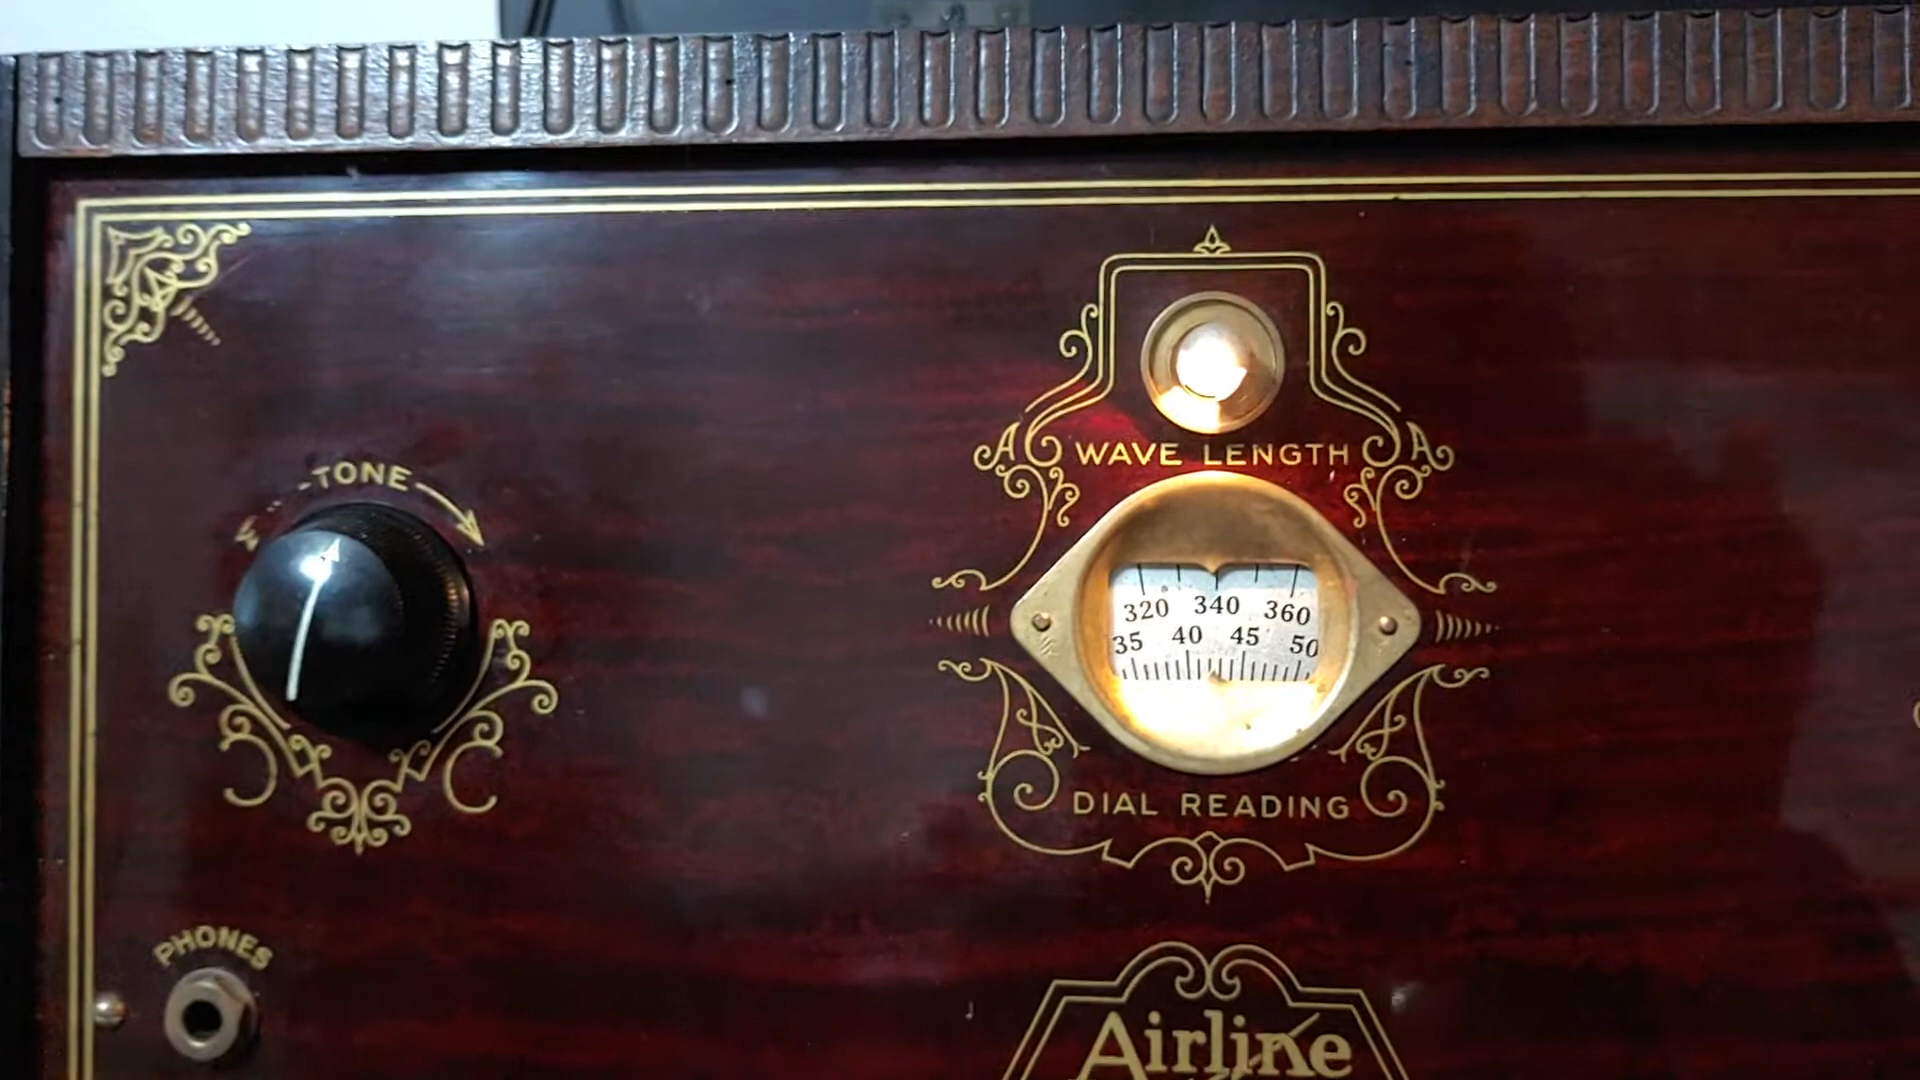 WAVE LENGTH
TONE
320 340 360
35 40 45 50
DIAL READING
PHONES
Airline